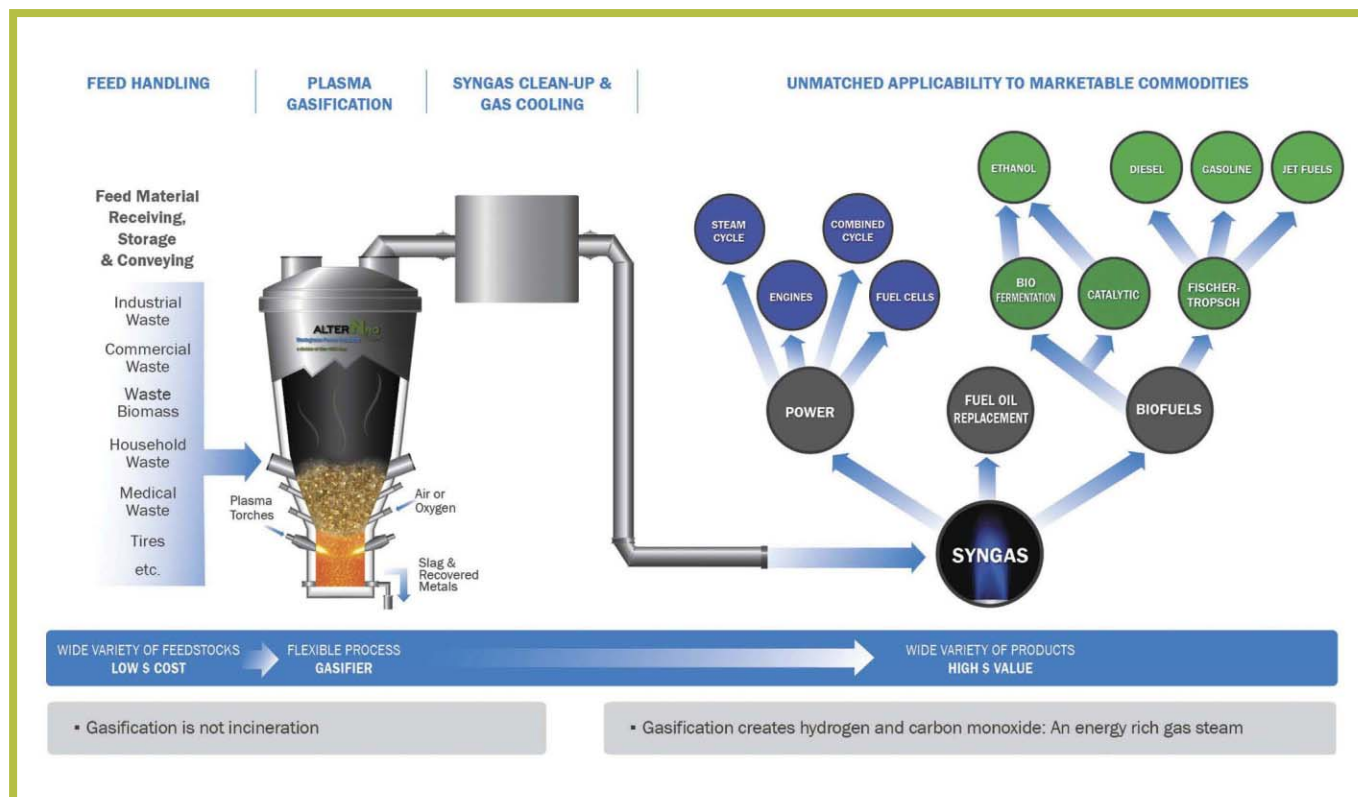 FEED HANDLING
PLASMA
GASIFICATION
SYNGAS CLEAN-UP &
GAS COOLING
UNMATCHED APPLICABILITY TO MARKETABLE COMMODITIES
Feed Material
Receiving,
Storage
& Conveying
Industrial
Waste
Commercial
Waste
Waste
Biomass
Household
Waste
Medical
Waste
Tires
etc.
ALTER
Plasma
Torches
Air or
Oxygen
Slag &
Recovered
Metals
STEAM
CYCLE
ENGINES
COMBINED
CYCLE
FUEL CELLS
POWER
ETHANOL
BIO
FERMENTATION
CATALYTIC
DIESEL
GASOLINE
JET FUELS
FISCHER-
TROPSCH
FUEL OIL
REPLACEMENT
BIOFUELS
SYNGAS
WIDE VARIETY OF FEEDSTOCKS
LOW $ COST
FLEXIBLE PROCESS
GASIFIER
WIDE VARIETY OF PRODUCTS
HIGH $ VALUE
▪ Gasification is not incineration
▪ Gasification creates hydrogen and carbon monoxide: An energy rich gas steam